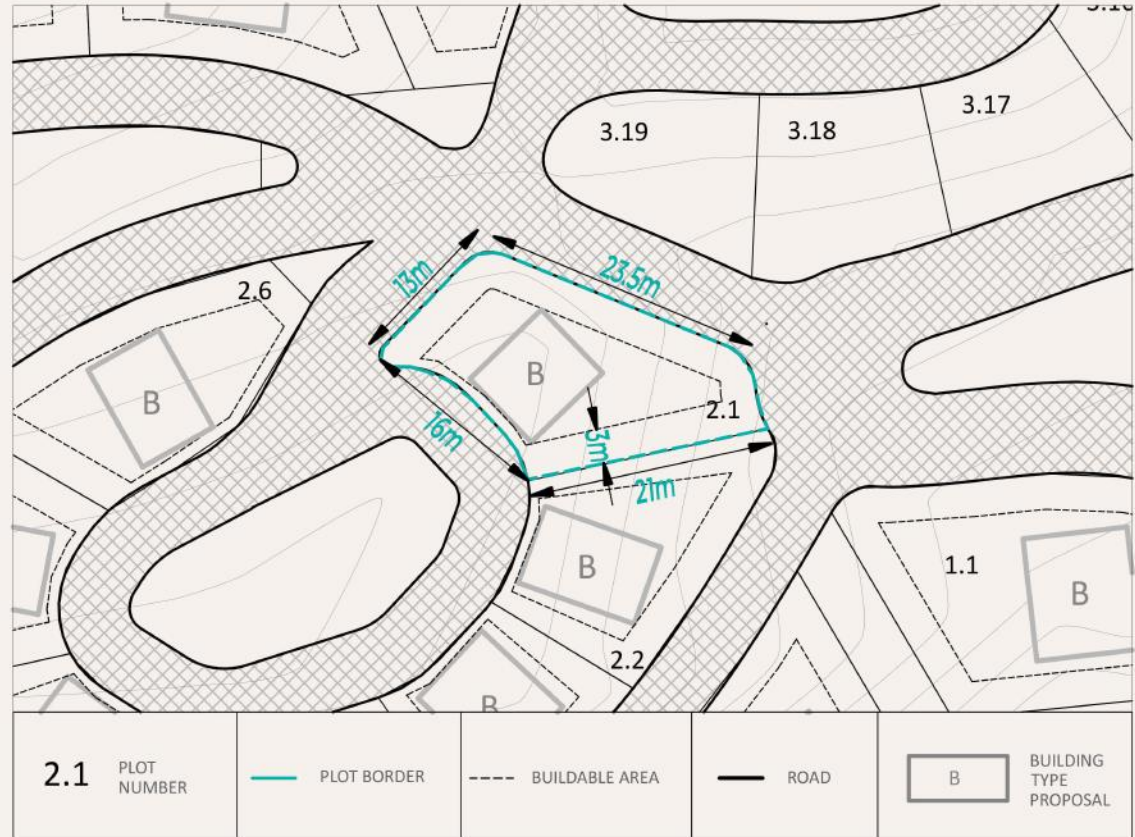 3.19
3.18
3.17
2.6
B
13m
23.5m
B
2.1
16m
3m
21m
B
2.2
1.1
B
B
2.1
PLOT
NUMBER
PLOT BORDER
BUILDABLE AREA
ROAD
B
BUILDING
TYPE
PROPOSAL